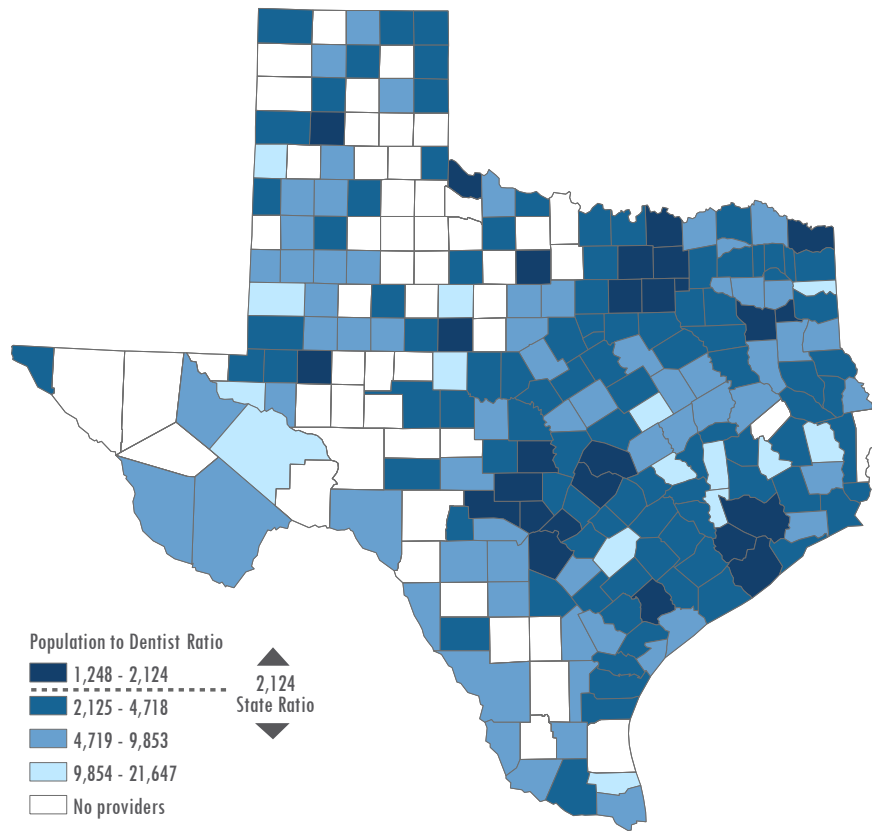 Population to Dentist Ratio
1,248 - 2,124
2,125 - 4,718
4,719 - 9,853
9,854 - 21,647
No providers
2,124
State Ratio